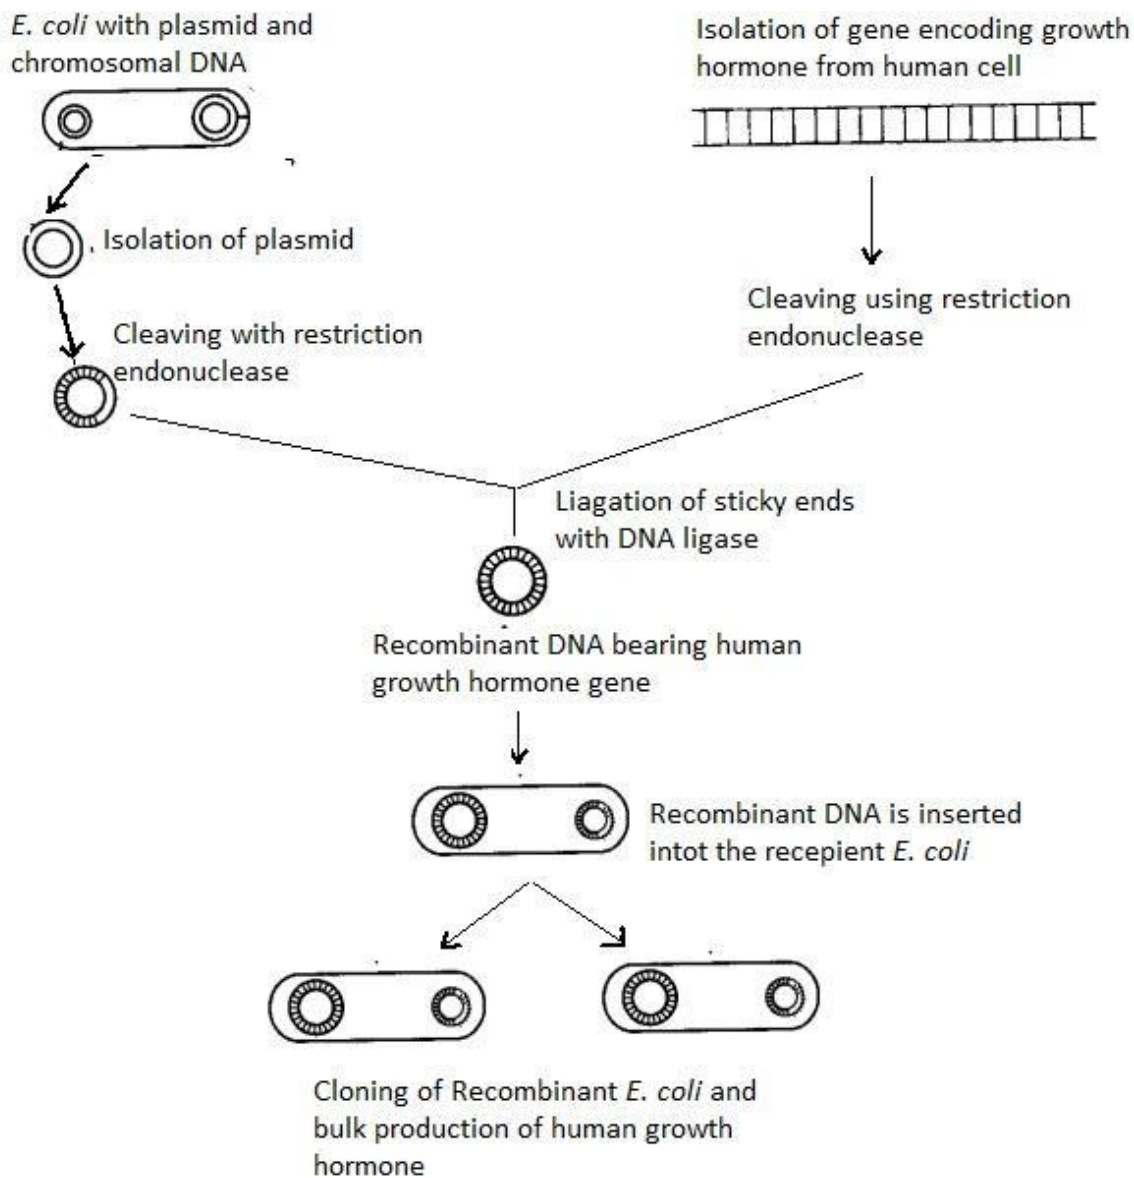 E. coli with plasmid and
chromosomal DNA
Isolation of gene encoding growth
hormone from human cell
Isolation of plasmid
Cleaving with restriction
endonuclease
Cleaving using restriction
endonuclease
Liagation of sticky ends
with DNA ligase
Recombinant DNA bearing human
growth hormone gene
Recombinant DNA is inserted
intot the recepient E. coli
Cloning of Recombinant E. coli and
bulk production of human growth
hormone